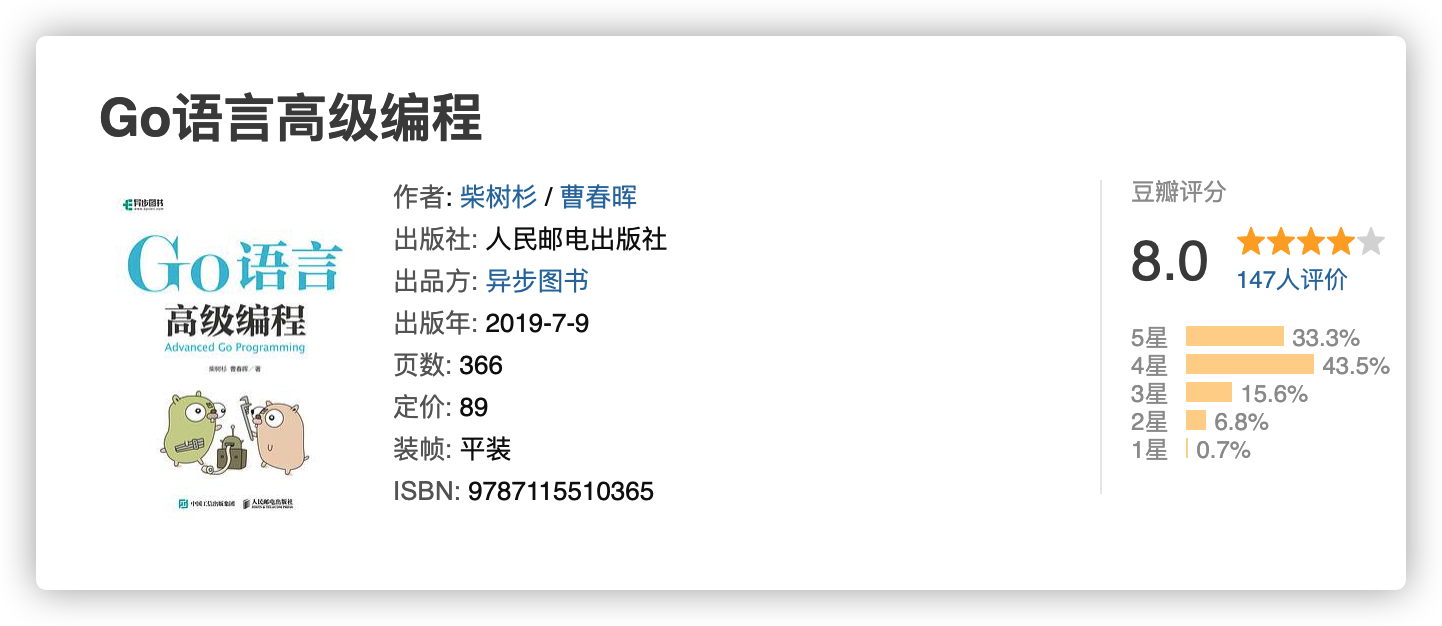 Go语言高级编程
异步图书
Go语言
高级编程
Advanced Go Programming
柴树杉 曹春晖／著
中国工信出版集团 人民邮电出版社
POSTS & TELECOM PRESS
作者: 柴树杉 / 曹春晖
出版社: 人民邮电出版社
出品方: 异步图书
出版年: 2019-7-9
页数: 366
定价: 89
装帧: 平装
ISBN: 9787115510365
豆瓣评分
8.0
147人评价
5星 33.3%
4星 43.5%
3星 15.6%
2星 6.8%
1星 0.7%